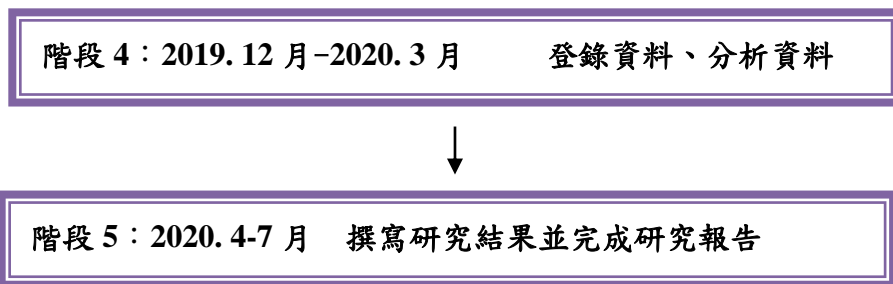 階段 4：2019. 12 月-2020. 3 月 登錄資料、分析資料
階段 5：2020. 4-7 月 撰寫研究結果並完成研究報告